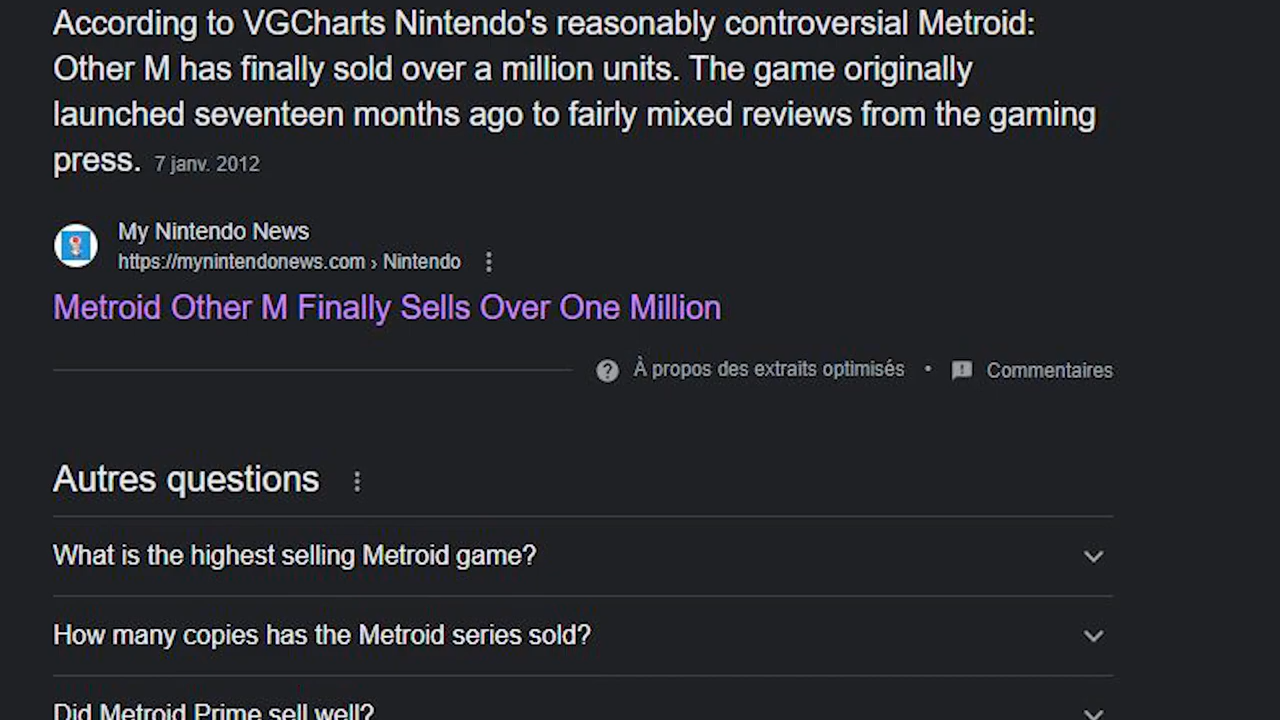 According to VGCharts Nintendo's reasonably controversial Metroid:
Other M has finally sold over a million units. The game originally
launched seventeen months ago to fairly mixed reviews from the gaming
press. 7 janv. 2012
My Nintendo News
https://mynintendonews.com › Nintendo
Metroid Other M Finally Sells Over One Million
À propos des extraits optimisés • Commentaires
Autres questions
What is the highest selling Metroid game?
How many copies has the Metroid series sold?
Did Metroid Prime sell well?